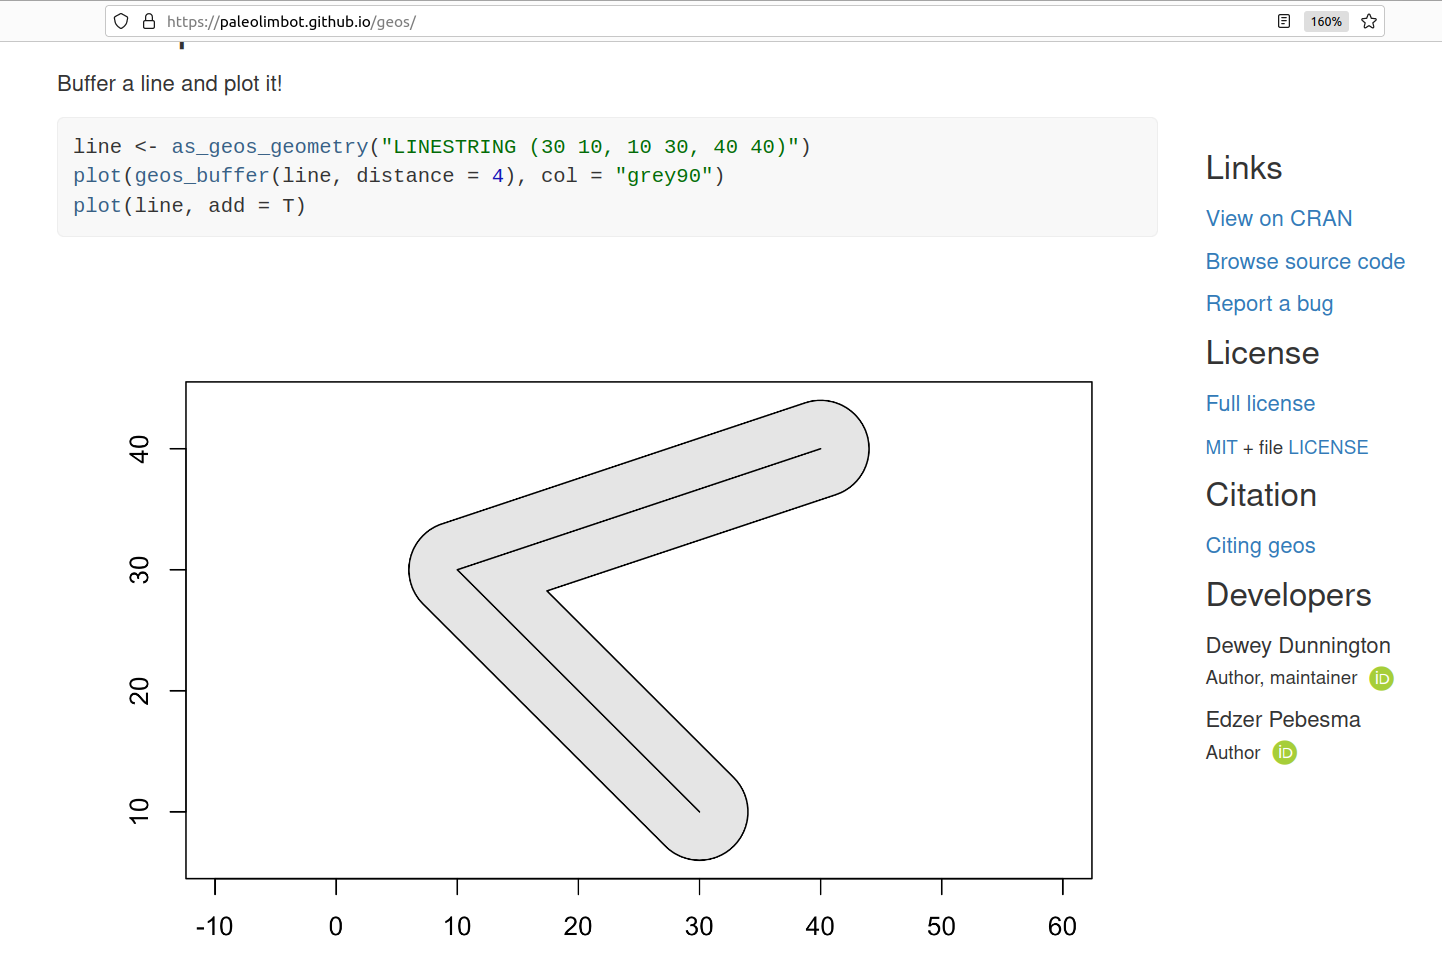 https://paleolimbot.github.io/geos/
160%
Buffer a line and plot it!
line <- as_geos_geometry("LINESTRING (30 10, 10 30, 40 40)")
plot(geos_buffer(line, distance = 4), col = "grey90")
plot(line, add = T)
40
30
20
10
-10 0 10 20 30 40 50 60
Links
View on CRAN
Browse source code
Report a bug
License
Full license
MIT + file LICENSE
Citation
Citing geos
Developers
Dewey Dunnington
Author, maintainer iD
Edzer Pebesma
Author iD